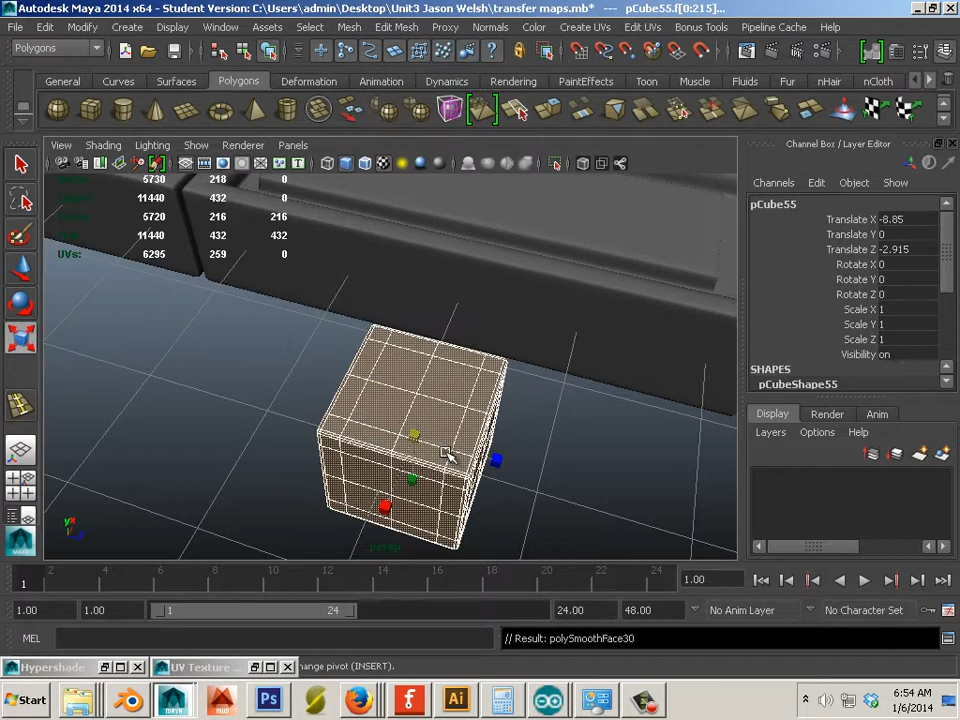 Autodesk Maya 2014 x64 - Student Version: C:\Users\admin\Desktop\Unit3 Jason Welsh\transfer maps.mb* --- pCube55.f[0:215]...
File Edit Modify Create Display Window Assets Select Mesh Edit Mesh Proxy Normals Color Create UVs Edit UVs Bonus Tools Pipeline Cache Help
Polygons
General Curves Surfaces Polygons Deformation Animation Dynamics Rendering PaintEffects Toon Muscle Fluids Fur nHair nCloth
View Shading Lighting Show Renderer Panels
Channel Box / Layer Editor
5730 218 0
11440 432 0
5720 216 216
11440 432 432
UVs: 6295 259 0
Channels Edit Object Show
pCube55
Translate X -8.85
Translate Y 0
Translate Z -2.915
Rotate X 0
Rotate Y 0
Rotate Z 0
Scale X 1
Scale Y 1
Scale Z 1
Visibility on
SHAPES
pCubeShape55
Display Render Anim
Layers Options Help
persp
2 4 6 8 10 12 14 16 18 20 22 24
1
1.00
1.00 1.00 1 24 24.00 48.00 No Anim Layer No Character Set
MEL // Result: polySmoothFace30
Hypershade UV Texture ... hange pivot (INSERT).
Start Ps Ai
6:54 AM
1/6/2014